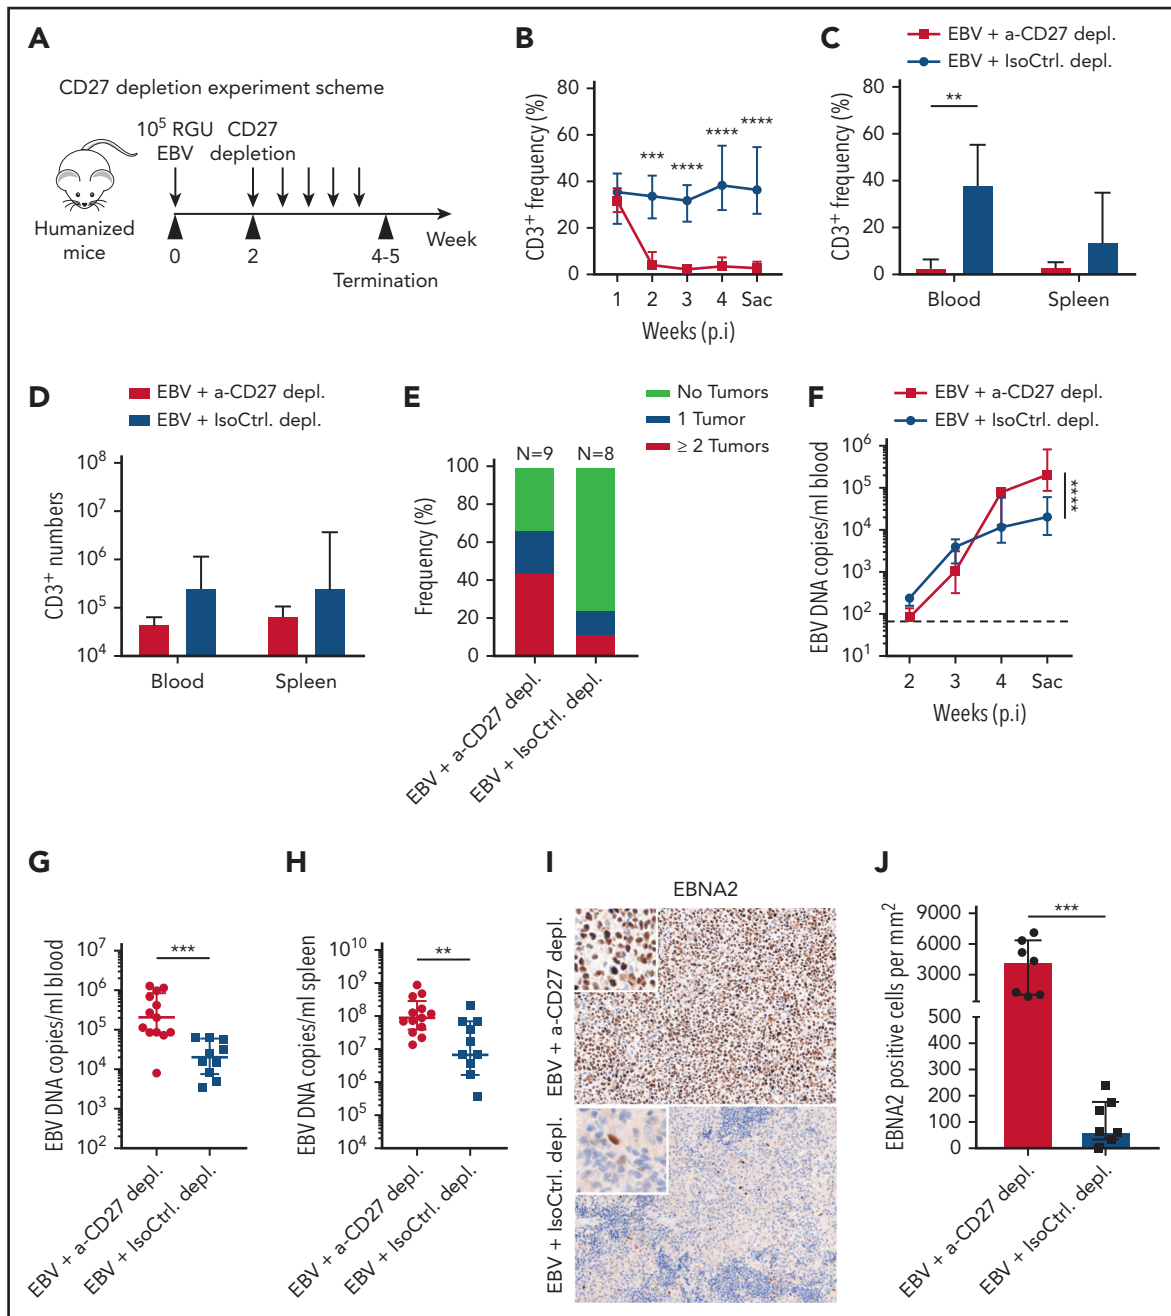 A
CD27 depletion experiment scheme
10⁵ RGU CD27
EBV depletion
Humanized
mice
0 2 4-5 Week
Termination
B
CD3⁺ frequency (%)
80
60
40
20
0
*** **** **** ****
1 2 3 4 Sac
Weeks (p.i)
C
EBV + a-CD27 depl.
EBV + IsoCtrl. depl.
CD3⁺ frequency (%)
80
60
40
20
0
**
Blood Spleen
D
EBV + a-CD27 depl.
EBV + IsoCtrl. depl.
CD3⁺ numbers
10⁸
10⁷
10⁶
10⁵
10⁴
Blood Spleen
E
No Tumors
1 Tumor
≥ 2 Tumors
N=9 N=8
Frequency (%)
100
80
60
40
20
0
EBV + a-CD27 depl.
EBV + IsoCtrl. depl.
F
EBV + a-CD27 depl.
EBV + IsoCtrl. depl.
EBV DNA copies/ml blood
10⁶
10⁵
10⁴
10³
10²
10¹
****
2 3 4 Sac
Weeks (p.i)
G
EBV DNA copies/ml blood
10⁷
10⁶
10⁵
10⁴
10³
10²
***
EBV + a-CD27 depl.
EBV + IsoCtrl. depl.
H
EBV DNA copies/ml spleen
10¹⁰
10⁹
10⁸
10⁷
10⁶
10⁵
10⁴
**
EBV + a-CD27 depl.
EBV + IsoCtrl. depl.
I
EBNA2
EBV + a-CD27 depl.
EBV + IsoCtrl. depl.
J
EBNA2 positive cells per mm²
9000
6000
3000
500
400
300
200
100
0
***
EBV + a-CD27 depl.
EBV + IsoCtrl. depl.